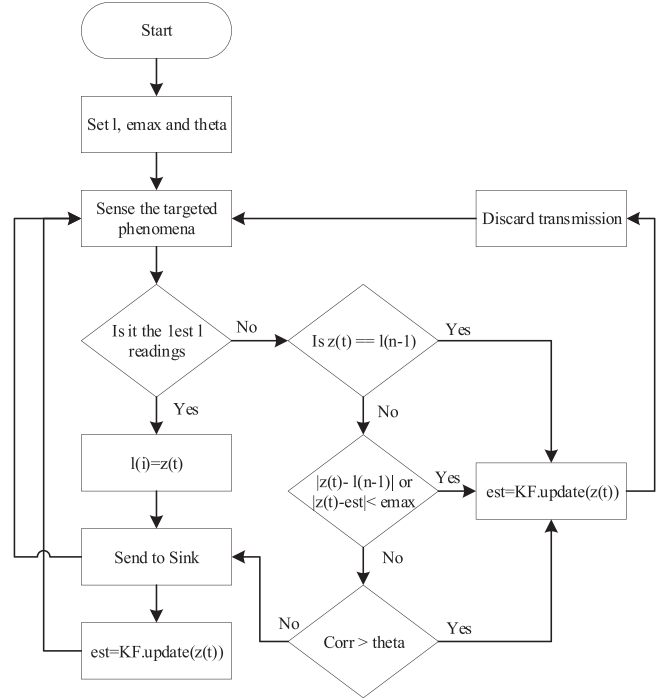 Start
Set l, emax and theta
Sense the targeted
phenomena
Discard transmission
Is it the 1est l
readings
No
Is z(t) == l(n-1)
Yes
Yes
No
l(i)=z(t)
|z(t)- l(n-1)| or
|z(t)-est|< emax
Yes
est=KF.update(z(t))
Send to Sink
No
No
Corr > theta
Yes
est=KF.update(z(t))